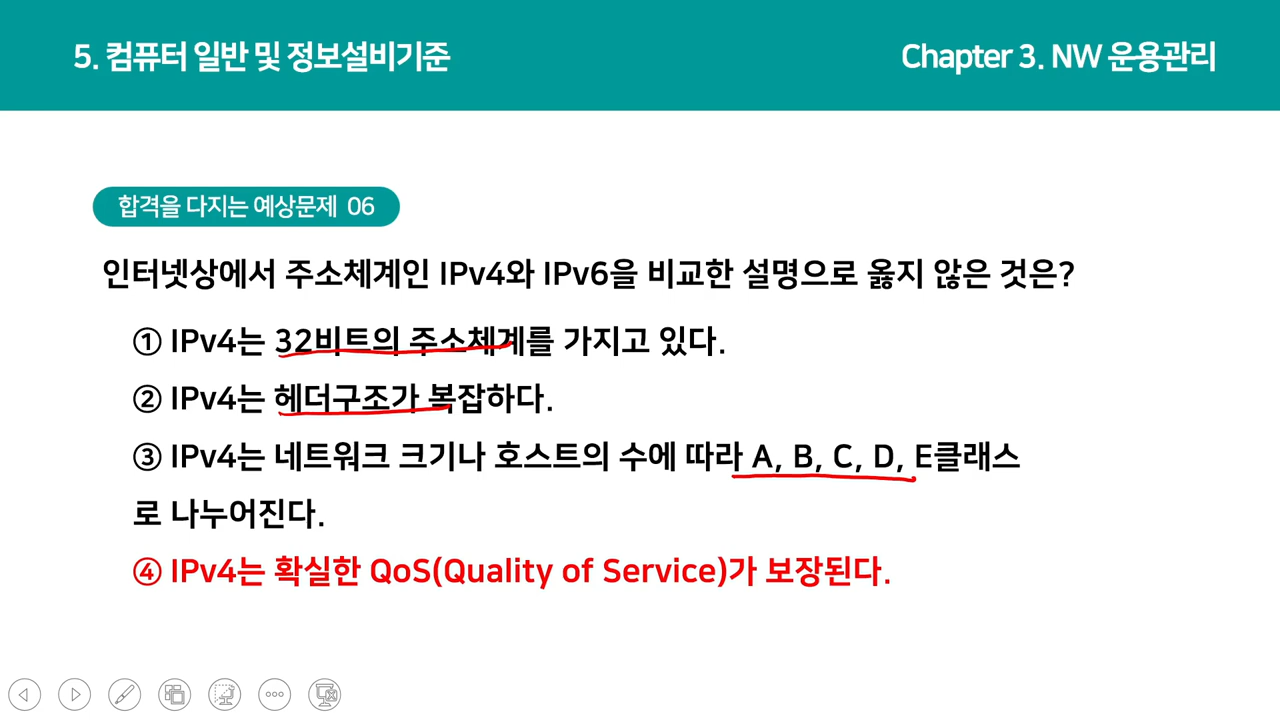 5. 컴퓨터 일반 및 정보설비기준
Chapter 3. NW 운용관리
합격을 다지는 예상문제 06
인터넷상에서 주소체계인 IPv4와 IPv6을 비교한 설명으로 옳지 않은 것은?
① IPv4는 32비트의 주소체계를 가지고 있다.
② IPv4는 헤더구조가 복잡하다.
③ IPv4는 네트워크 크기나 호스트의 수에 따라 A, B, C, D, E클래스
로 나누어진다.
④ IPv4는 확실한 QoS(Quality of Service)가 보장된다.